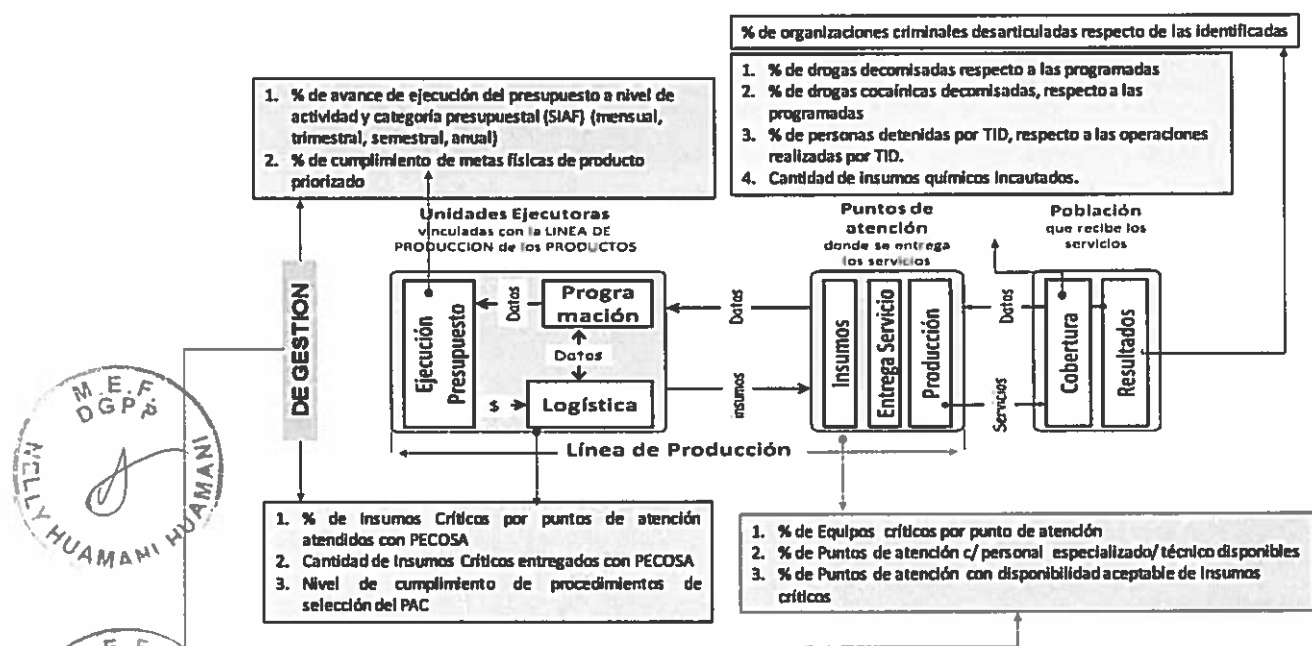 % de organizaciones criminales desarticuladas respecto de las identificadas
1. % de drogas decomisadas respecto a las programadas
2. % de drogas cocaínicas decomisadas, respecto a las
programadas
3. % de personas detenidas por TID, respecto a las operaciones
realizadas por TID.
4. Cantidad de insumos químicos incautados.
1. % de avance de ejecución del presupuesto a nivel de
actividad y categoría presupuestal (SIAF) (mensual,
trimestral, semestral, anual)
2. % de cumplimiento de metas físicas de producto
priorizado
Unidades Ejecutoras
vinculadas con la LINEA DE
PRODUCCION de los PRODUCTOS
Puntos de
atención
donde se entrega
los servicios
Población
que recibe los
servicios
DE GESTION
Ejecución
Presupuesto
Datos
Progra
mación
Datos
$
Logística
Datos
insumos
Insumos
Entrega Servicio
Producción
Datos
Servicios
Cobertura
Resultados
Línea de Producción
M.E.F.
DGPP
NELLY HUAMANI HUAMANI
1. % de Insumos Críticos por puntos de atención
atendidos con PECOSA
2. Cantidad de Insumos Críticos entregados con PECOSA
3. Nivel de cumplimiento de procedimientos de
selección del PAC
1. % de Equipos críticos por punto de atención
2. % de Puntos de atención c/ personal especializado/ técnico disponibles
3. % de Puntos de atención con disponibilidad aceptable de Insumos
críticos